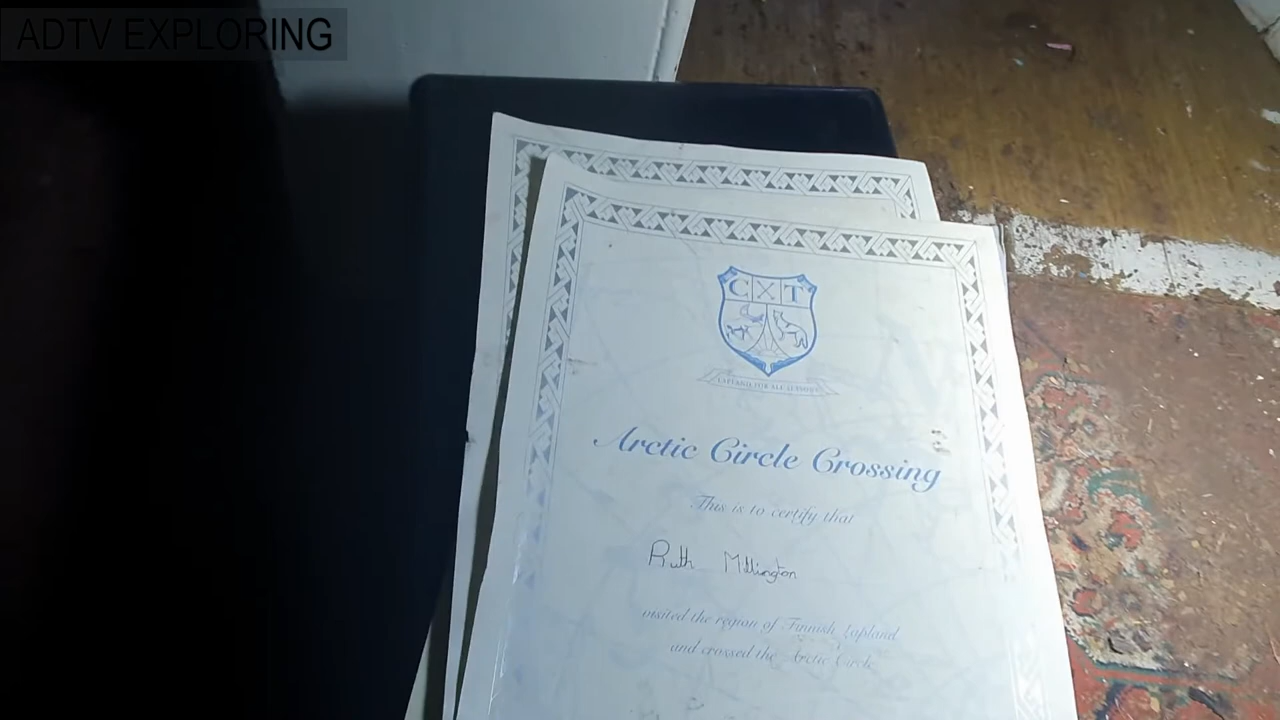 ADTV EXPLORING
C X T
LAPLAND FOR ALL SEASONS
Arctic Circle Crossing
This is to certify that
Ruth Millington
visited the region of Finnish Lapland
and crossed the Arctic Circle